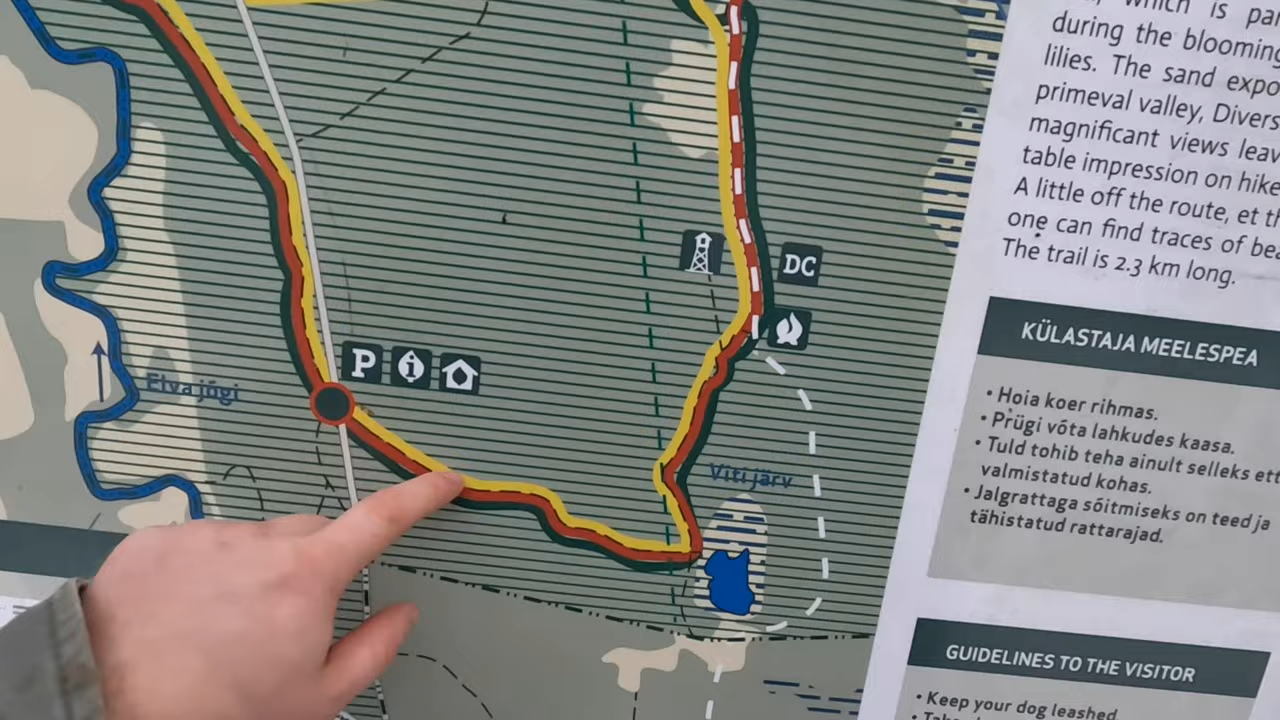 which is
during the blooming
lilies. The sand expo
primeval valley, Divers
magnificant views leav
table impression on hike
A little off the route, et th
one can find traces of bea
The trail is 2.3 km long.
DC
P i
Elva jõgi
Viti järv
KÜLASTAJA MEELESPEA
• Hoia koer rihmas.
• Prügi võta lahkudes kaasa.
• Tuld tohib teha ainult selleks ett
valmistatud kohas.
• Jalgrattaga sõitmiseks on teed ja
tähistatud rattarajad.
GUIDELINES TO THE VISITOR
• Keep your dog leashed